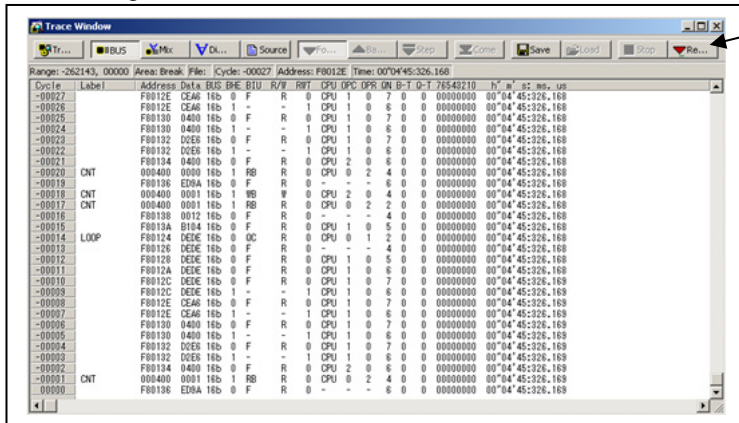 Trace Window
Tr... BUS Mix Di... Source Fo... Ba... Step Come Save Load Stop Re...
Range: -262143, 00000 Area: Break File: Cycle: -00027 Address: F8012E Time: 00"04'45:326.168
Cycle Label Address Data BUS BHE BIU R/W RWT CPU OPC OPR QN B-T Q-T 76543210 h" m' s: ms. us
-00027 F8012E CEA6 16b 0 F R 0 CPU 1 0 7 0 0 00000000 00"04'45:326.168
-00026 F8012E CEA6 16b 1 - - 1 CPU 1 0 6 0 0 00000000 00"04'45:326.168
-00025 F80130 0400 16b 0 F R 0 CPU 1 0 7 0 0 00000000 00"04'45:326.168
-00024 F80130 0400 16b 1 - - 1 CPU 1 0 6 0 0 00000000 00"04'45:326.168
-00023 F80132 D2E6 16b 0 F R 0 CPU 1 0 7 0 0 00000000 00"04'45:326.168
-00022 F80132 D2E6 16b 1 - - 1 CPU 1 0 6 0 0 00000000 00"04'45:326.168
-00021 F80134 0400 16b 0 F R 0 CPU 2 0 6 0 0 00000000 00"04'45:326.168
-00020 CNT 000400 0000 16b 1 RB R 0 CPU 0 2 4 0 0 00000000 00"04'45:326.168
-00019 F80136 ED9A 16b 0 F R 0 - - - 6 0 0 00000000 00"04'45:326.168
-00018 CNT 000400 0001 16b 1 WB W 0 CPU 2 0 4 0 0 00000000 00"04'45:326.168
-00017 CNT 000400 0001 16b 1 RB R 0 CPU 0 2 2 0 0 00000000 00"04'45:326.168
-00016 F80138 0012 16b 0 F R 0 - - - 4 0 0 00000000 00"04'45:326.168
-00015 F8013A B104 16b 0 F R 0 CPU 1 0 5 0 0 00000000 00"04'45:326.168
-00014 LOOP F80124 DEDE 16b 0 QC R 0 CPU 0 1 2 0 0 00000000 00"04'45:326.168
-00013 F80126 DEDE 16b 0 F R 0 - - - 4 0 0 00000000 00"04'45:326.168
-00012 F80128 DEDE 16b 0 F R 0 CPU 1 0 5 0 0 00000000 00"04'45:326.168
-00011 F8012A DEDE 16b 0 F R 0 CPU 1 0 6 0 0 00000000 00"04'45:326.168
-00010 F8012C DEDE 16b 0 F R 0 CPU 1 0 7 0 0 00000000 00"04'45:326.169
-00009 F8012C DEDE 16b 1 - - 1 CPU 1 0 6 0 0 00000000 00"04'45:326.169
-00008 F8012E CEA6 16b 0 F R 0 CPU 1 0 7 0 0 00000000 00"04'45:326.169
-00007 F8012E CEA6 16b 1 - - 1 CPU 1 0 6 0 0 00000000 00"04'45:326.169
-00006 F80130 0400 16b 0 F R 0 CPU 1 0 7 0 0 00000000 00"04'45:326.169
-00005 F80130 0400 16b 1 - - 1 CPU 1 0 6 0 0 00000000 00"04'45:326.169
-00004 F80132 D2E6 16b 0 F R 0 CPU 1 0 7 0 0 00000000 00"04'45:326.169
-00003 F80132 D2E6 16b 1 - - 1 CPU 1 0 6 0 0 00000000 00"04'45:326.169
-00002 F80134 0400 16b 0 F R 0 CPU 2 0 6 0 0 00000000 00"04'45:326.169
-00001 CNT 000400 0001 16b 1 RB R 0 CPU 0 2 4 0 0 00000000 00"04'45:326.169
00000 F80136 ED9A 16b 0 F R 0 - - - 6 0 0 00000000 00"04'45:326.169